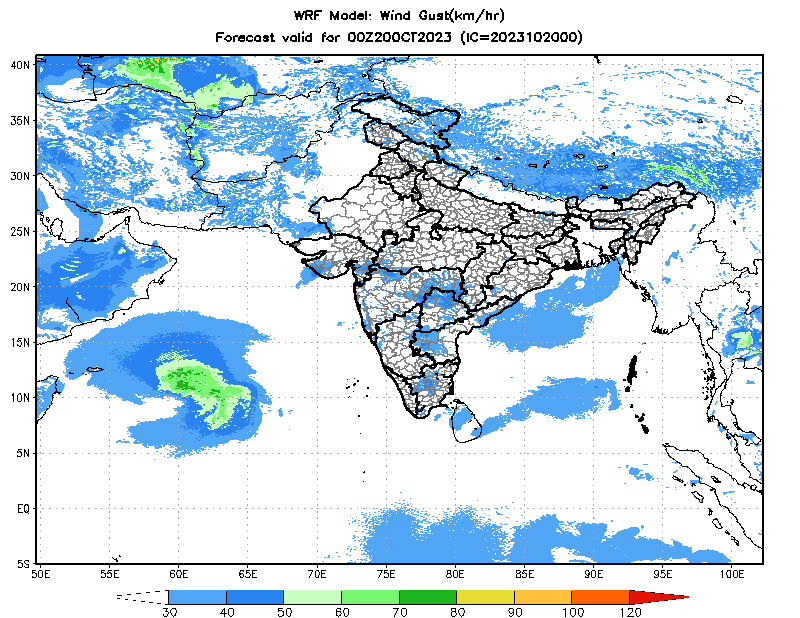 WRF Model: Wind Gust(km/hr)
Forecast valid for 00Z20OCT2023 (IC=2023102000)
40N
35N
30N
25N
20N
15N
10N
5N
EQ
5S
50E 55E 60E 65E 70E 75E 80E 85E 90E 95E 100E
30 40 50 60 70 80 90 100 120